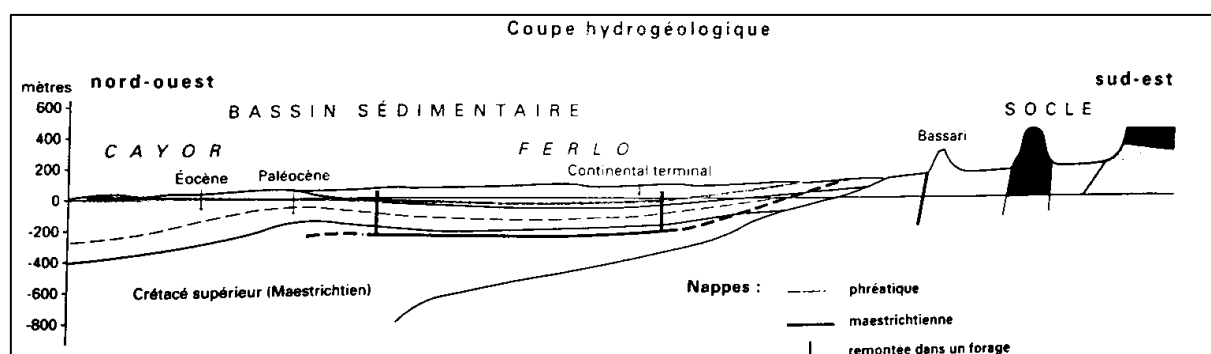 Coupe hydrogéologique
nord-ouest
sud-est
mètres
600
400
200
0
-200
-400
-600
-800
BASSIN SÉDIMENTAIRE
SOCLE
CAYOR
FERLO
Bassari
Éocène
Paléocène
Continental terminal
Crétacé supérieur (Maestrichtien)
Nappes :
phréatique
maestrichtienne
remontée dans un forage